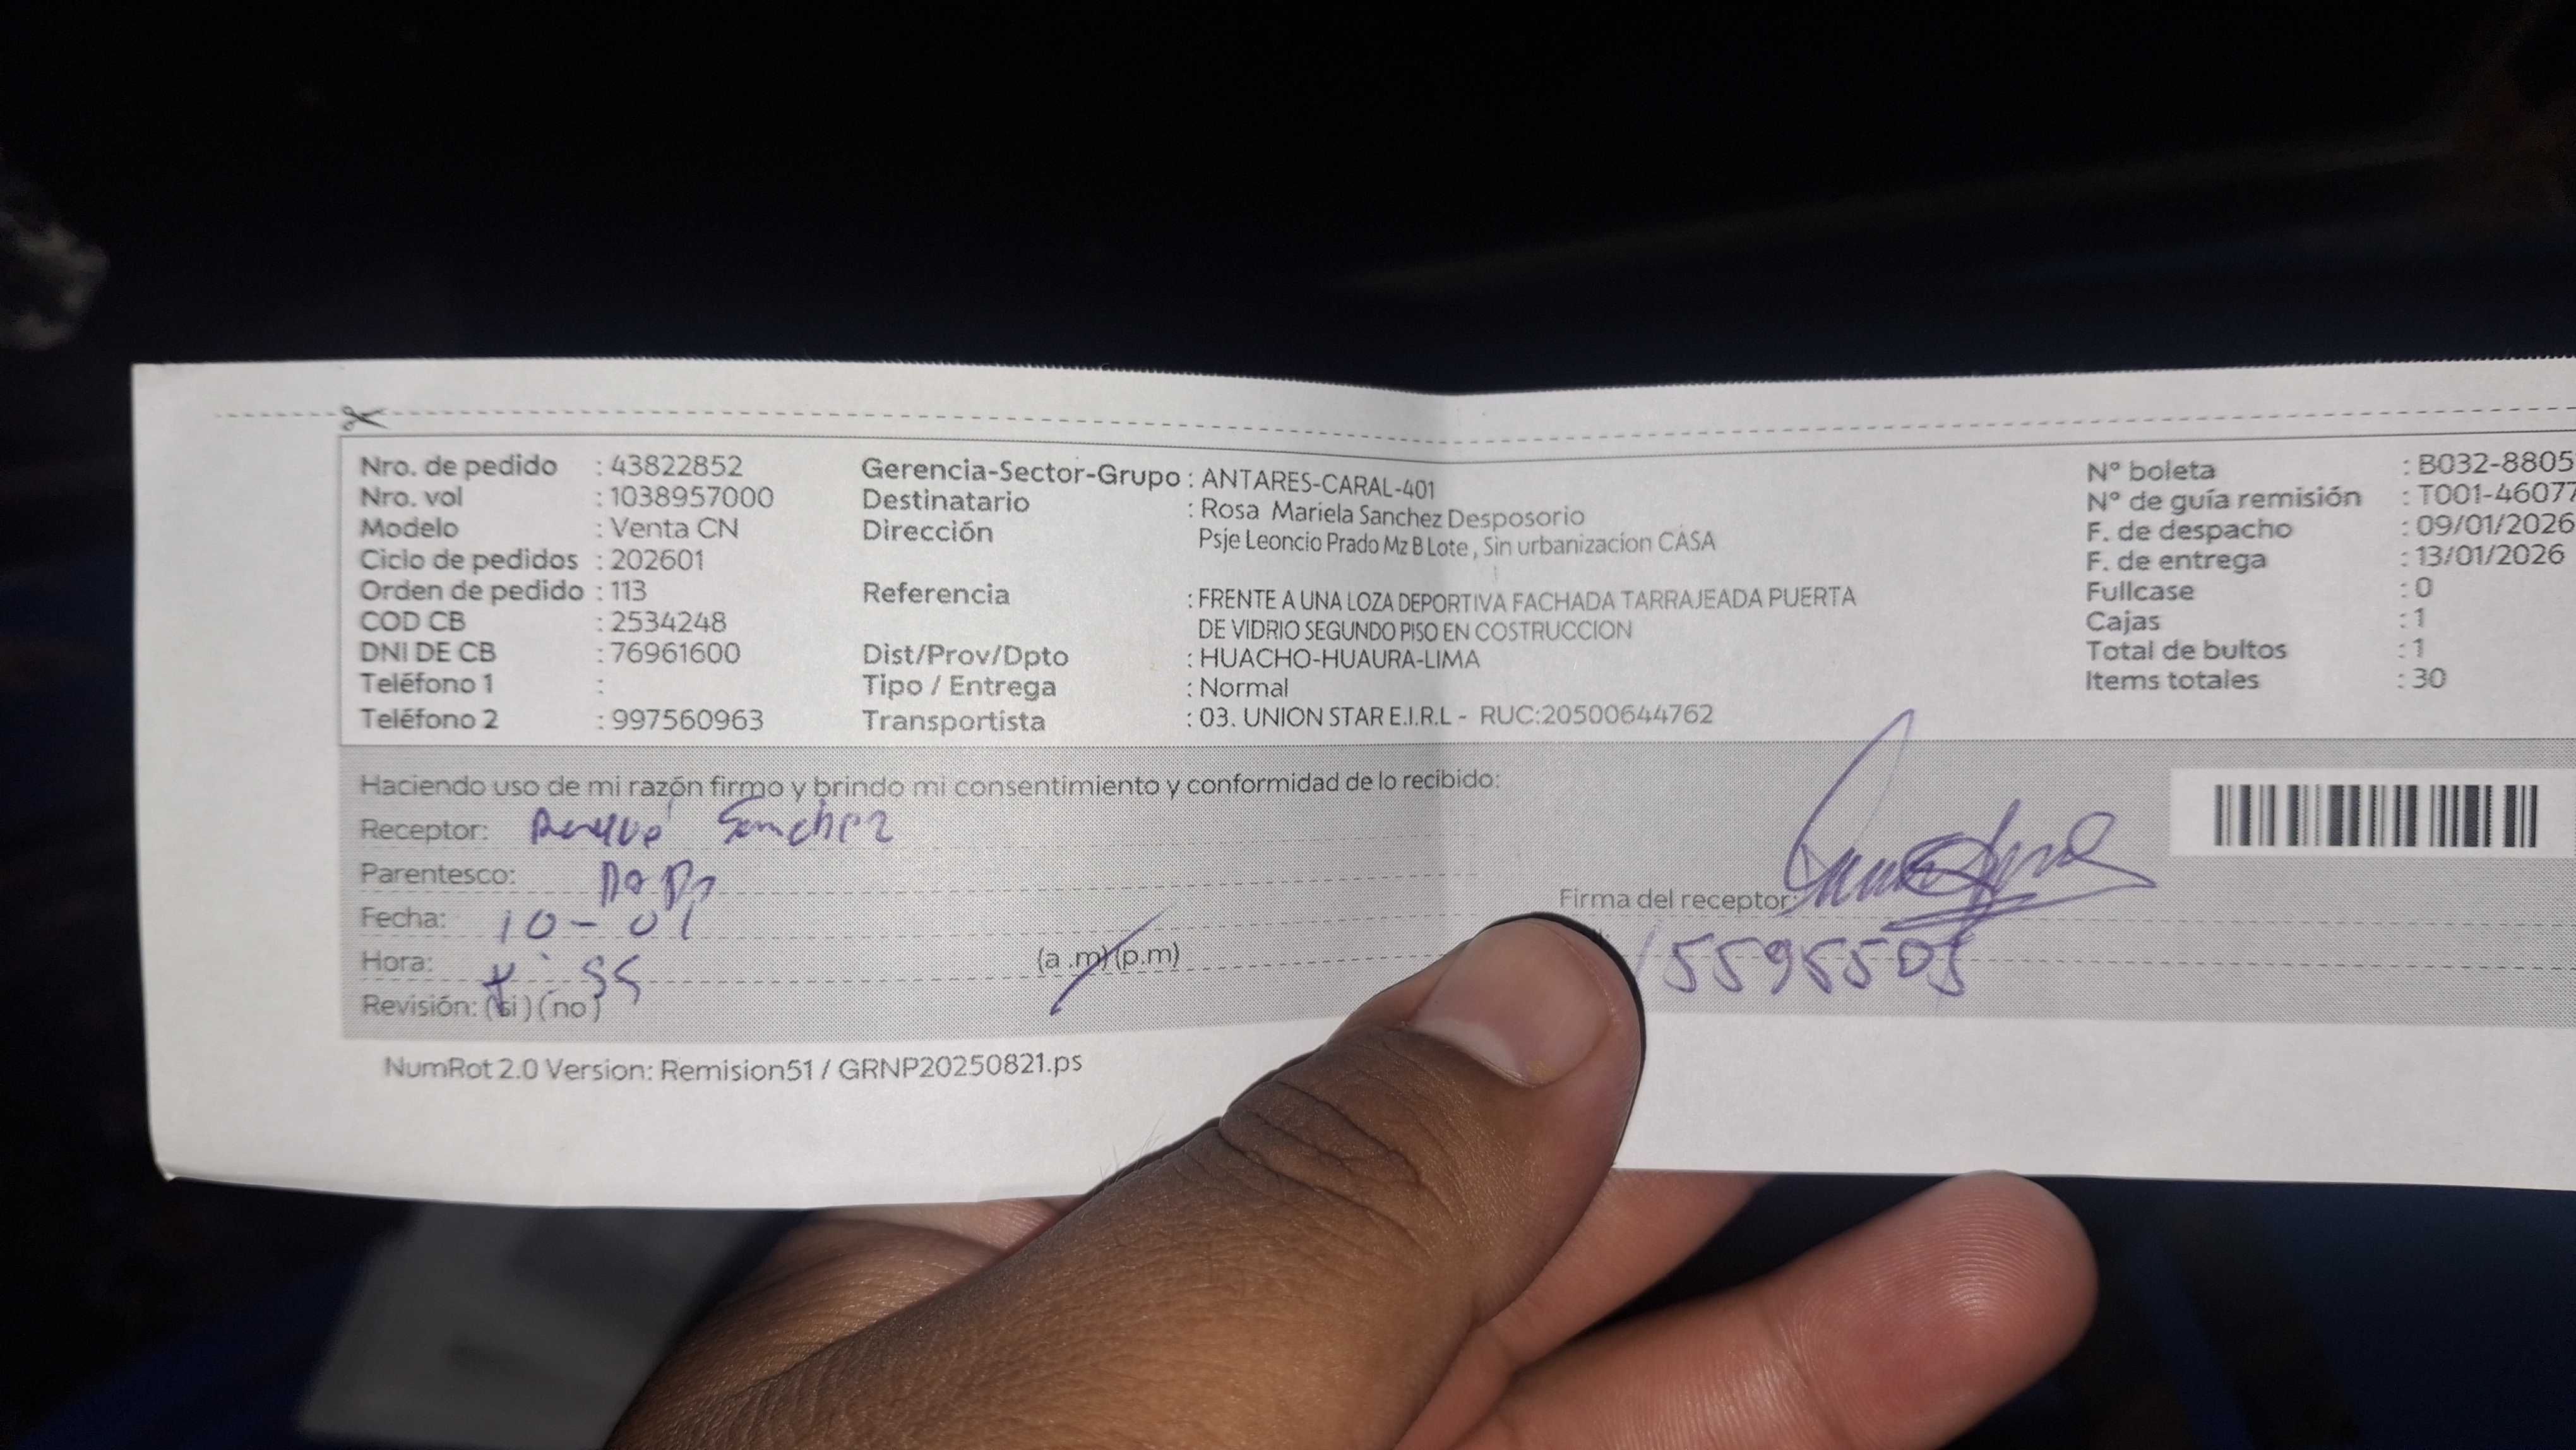 Nro. de pedido : 43822852
Nro. vol : 1038957000
Modelo : Venta CN
Ciclo de pedidos : 202601
Orden de pedido : 113
COD CB : 2534248
DNI DE CB : 76961600
Teléfono 1 :
Teléfono 2 : 997560963
Gerencia-Sector-Grupo : ANTARES-CARAL-401
Destinatario : Rosa Mariela Sanchez Desposorio
Dirección Psje Leoncio Prado Mz B Lote , Sin urbanizacion CASA
Referencia : FRENTE A UNA LOZA DEPORTIVA FACHADA TARRAJEADA PUERTA
DE VIDRIO SEGUNDO PISO EN COSTRUCCION
Dist/Prov/Dpto : HUACHO-HUAURA-LIMA
Tipo / Entrega : Normal
Transportista : 03. UNION STAR E.I.R.L - RUC:20500644762
N° boleta : B032-8805
N° de guía remisión : T001-46077
F. de despacho : 09/01/2026
F. de entrega : 13/01/2026
Fullcase : 0
Cajas : 1
Total de bultos : 1
Items totales : 30
Haciendo uso de mi razón firmo y brindo mi consentimiento y conformidad de lo recibido:
Receptor: Sanchez
Parentesco:
Fecha: 10-01
Hora: (a .m) (p.m)
Revisión: (si) (no)
Firma del receptor:
15595505
NumRot 2.0 Version: Remision51 / GRNP20250821.ps